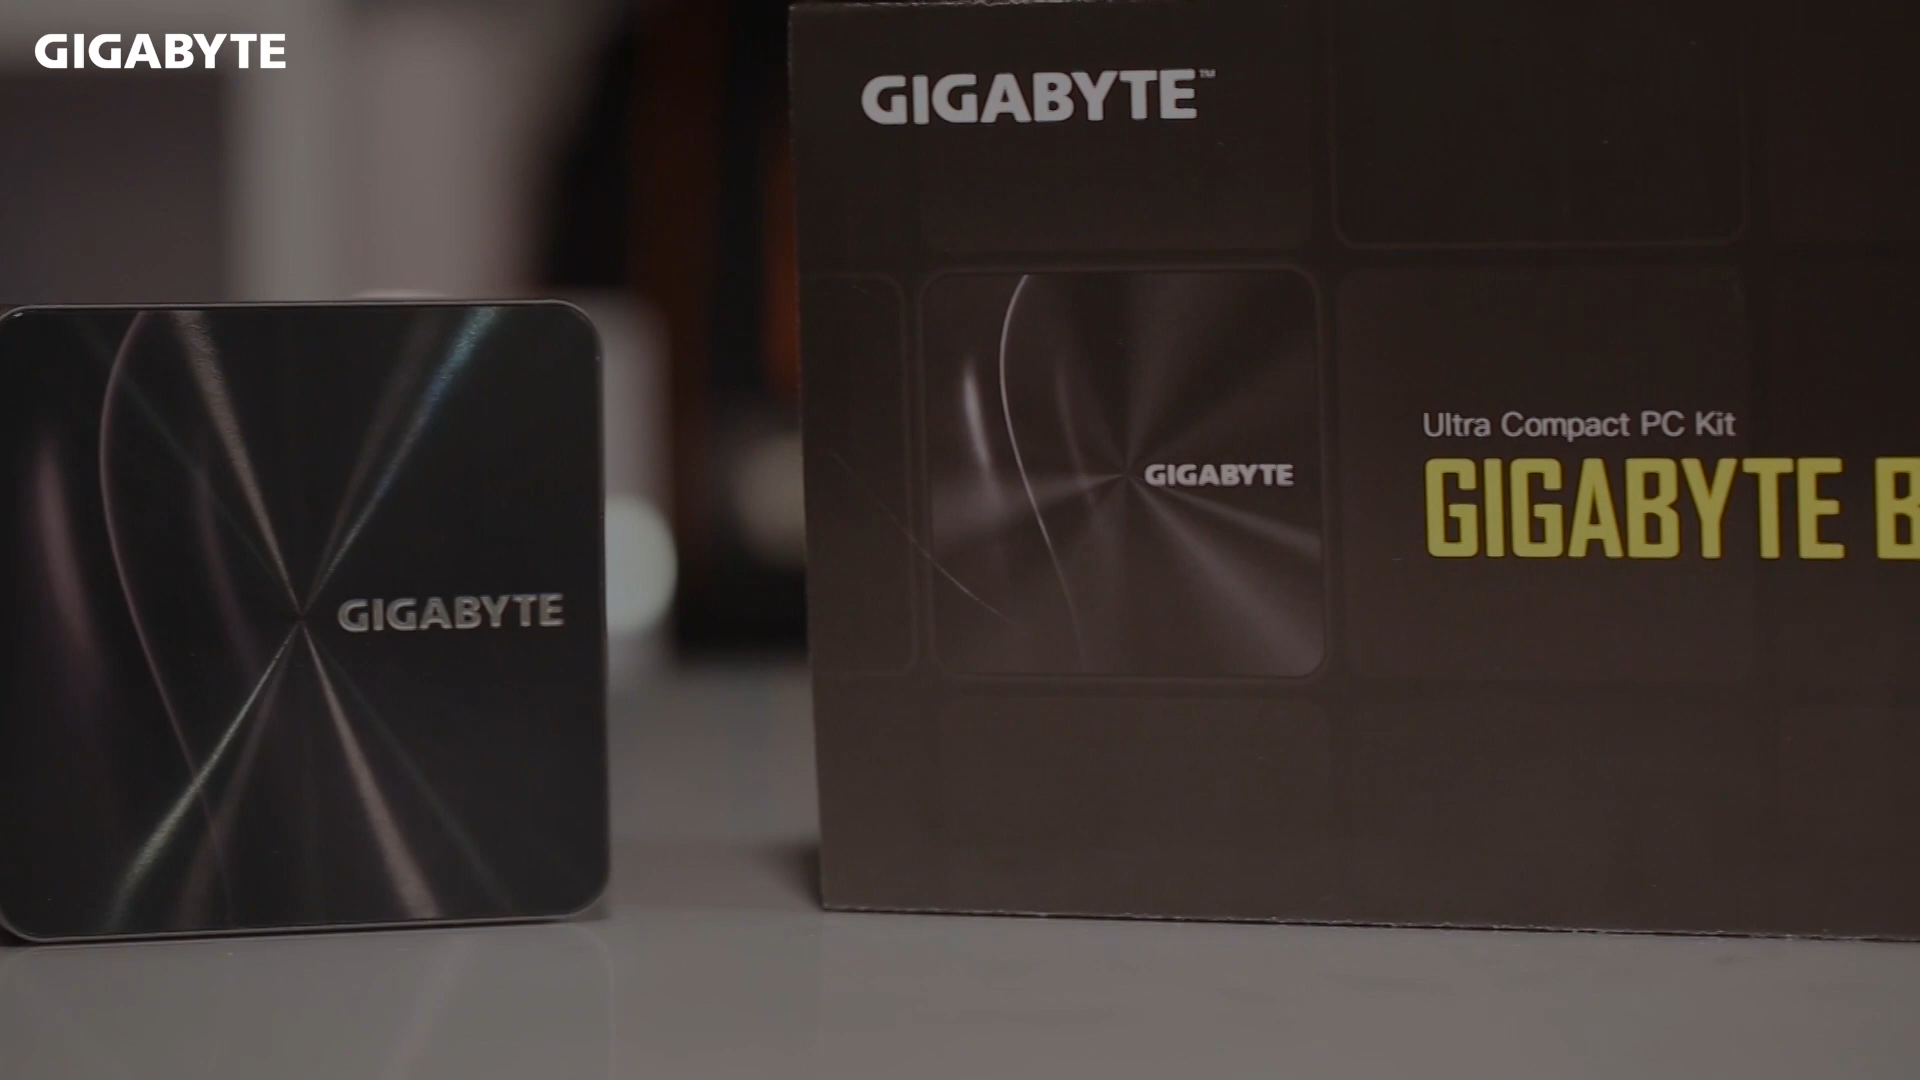 GIGABYTE
GIGABYTE™
GIGABYTE
Ultra Compact PC Kit
GIGABYTE B
GIGABYTE